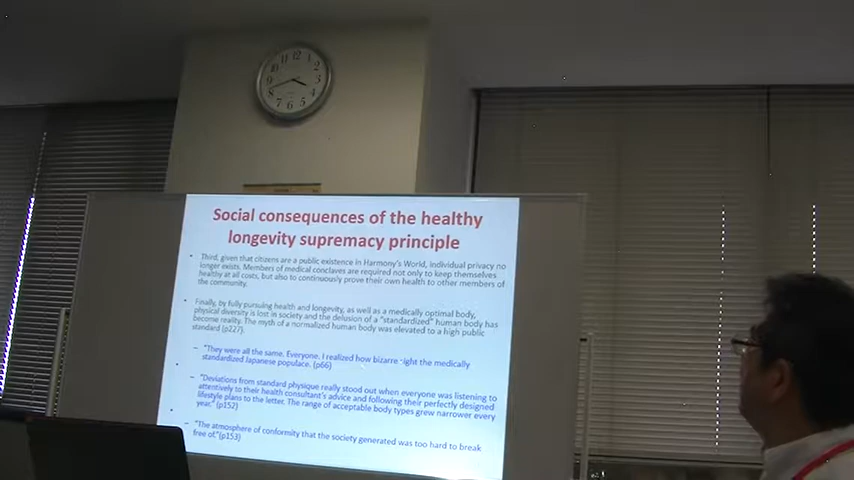 Social consequences of the healthy
longevity supremacy principle
• Third, given that citizens are a public existence in Harmony's World, individual privacy no
longer exists. Members of medical conclaves are required not only to keep themselves
healthy at all costs, but also to continuously prove their own health to other members of
the community.
• Finally, by fully pursuing health and longevity, as well as a medically optimal body,
physical diversity is lost in society and the delusion of a "standardized" human body has
become reality. The myth of a normalized human body was elevated to a high public
standard (p227).
– "They were all the same. Everyone. I realized how bizarre right the medically
standardized Japanese populace. (p66)
– "Deviations from standard physique really stood out when everyone was listening to
attentively to their health consultant's advice and following their perfectly designed
lifestyle plans to the letter. The range of acceptable body types grew narrower every
year." (p152)
– "The atmosphere of conformity that the society generated was too hard to break
free of."(p153)